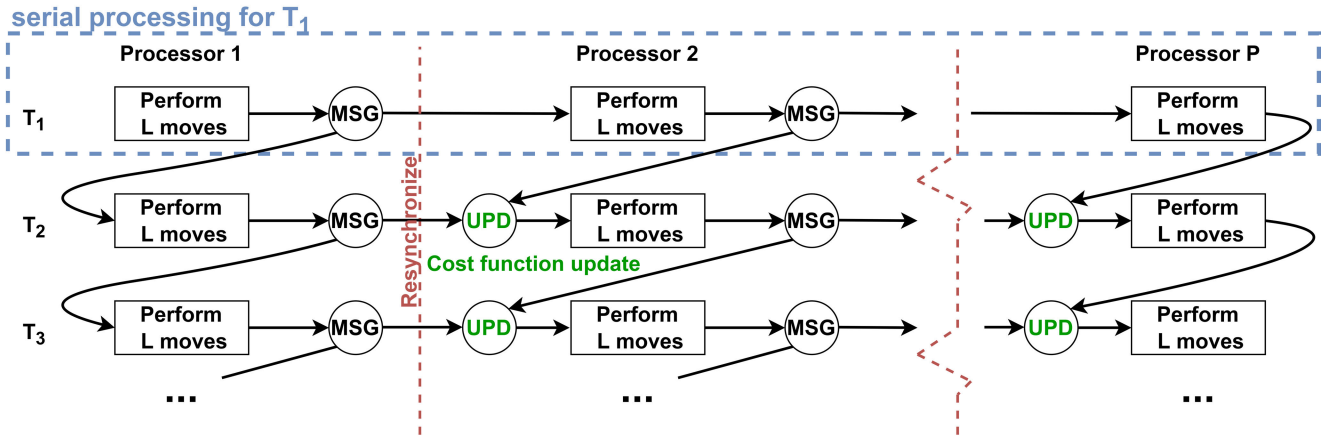 serial processing for T1
Processor 1
Processor 2
Processor P
T1
Perform
L moves
MSG
Perform
L moves
MSG
Perform
L moves
Resynchronize
T2
Perform
L moves
MSG
UPD
Perform
L moves
MSG
UPD
Perform
L moves
Cost function update
T3
Perform
L moves
MSG
UPD
Perform
L moves
MSG
UPD
Perform
L moves
...
...
...